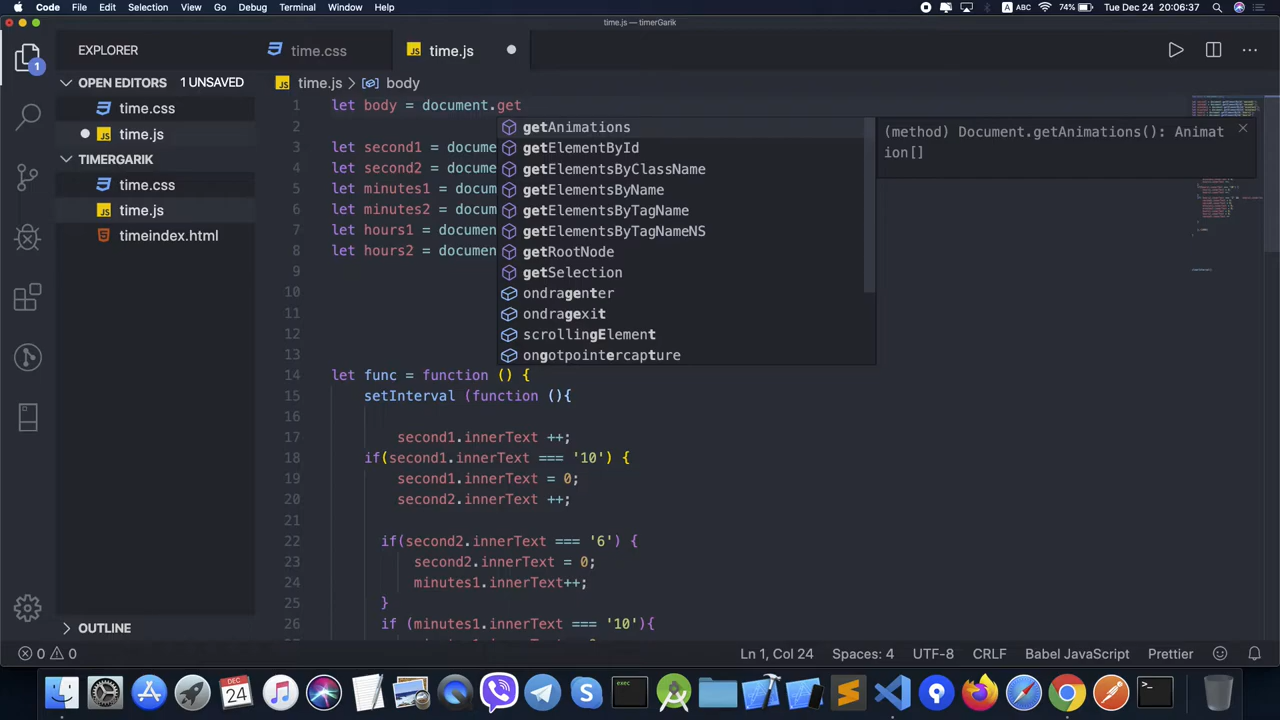 Code File Edit Selection View Go Debug Terminal Window Help ABC 74% Tue Dec 24 20:06:37
time.js — timerGarik
EXPLORER time.css time.js
OPEN EDITORS 1 UNSAVED time.js > body
1
time.css
time.js
TIMERGARIK
time.css
time.js
timeindex.html
OUTLINE
1 let body = document.get
2
3 let second1 = docume
4 let second2 = docume
5 let minutes1 = docum
6 let minutes2 = docum
7 let hours1 = documen
8 let hours2 = documen
9
10
11
12
13
14 let func = function () {
15 setInterval (function (){
16
17 second1.innerText ++;
18 if(second1.innerText === '10') {
19 second1.innerText = 0;
20 second2.innerText ++;
21
22 if(second2.innerText === '6') {
23 second2.innerText = 0;
24 minutes1.innerText++;
25 }
26 if (minutes1.innerText === '10'){
getAnimations
getElementById
getElementsByClassName
getElementsByName
getElementsByTagName
getElementsByTagNameNS
getRootNode
getSelection
ondragenter
ondragexit
scrollingElement
ongotpointercapture
(method) Document.getAnimations(): Animat
ion[]
0 0 Ln 1, Col 24 Spaces: 4 UTF-8 CRLF Babel JavaScript Prettier
DEC
24
exec